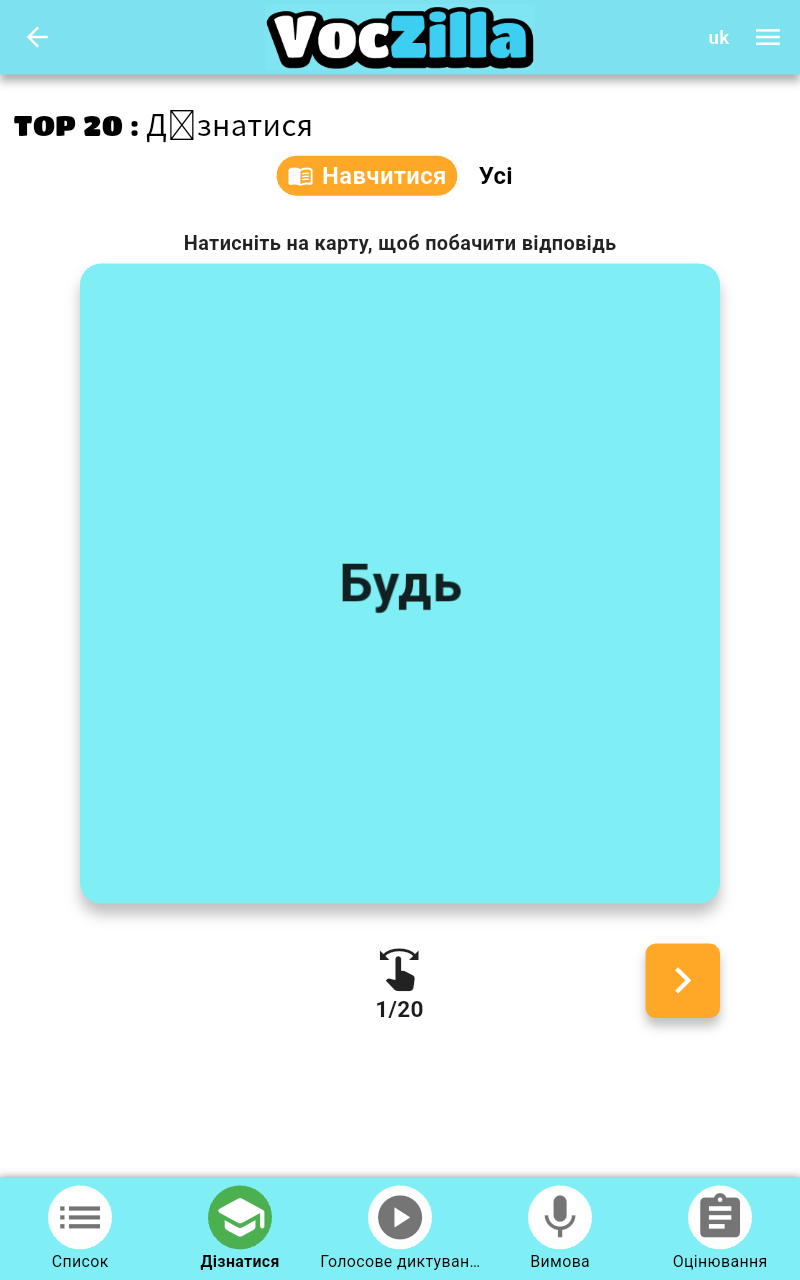 VocZilla
uk
TOP 20 : Д☒знатися
Навчитися
Усі
Натисніть на карту, щоб побачити відповідь
Будь
1/20
Список
Дізнатися
Голосове диктуван…
Вимова
Оцінювання